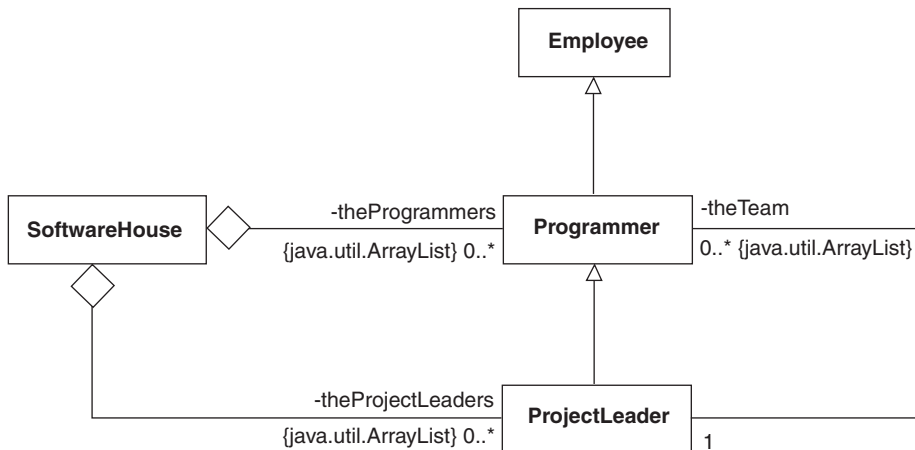 Employee
-theProgrammers
-theTeam
SoftwareHouse
Programmer
{java.util.ArrayList} 0..*
0..* {java.util.ArrayList}
-theProjectLeaders
ProjectLeader
{java.util.ArrayList} 0..*
1